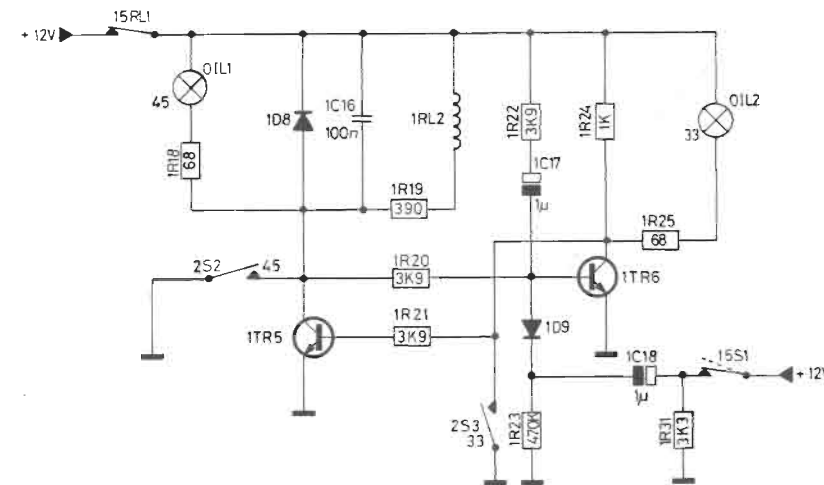 15RL1
+ 12V
0IL1
45
1R18
68
1D8
1C16
100n
1RL2
1R19
390
1R22
3K9
1C17
1µ
1R24
1K
0IL2
33
1R25
68
2S2
45
1R20
3K9
1TR6
1TR5
1R21
3K9
1D9
1C18
1µ
15S1
+ 12V
2S3
33
1R23
470K
1R31
3K3